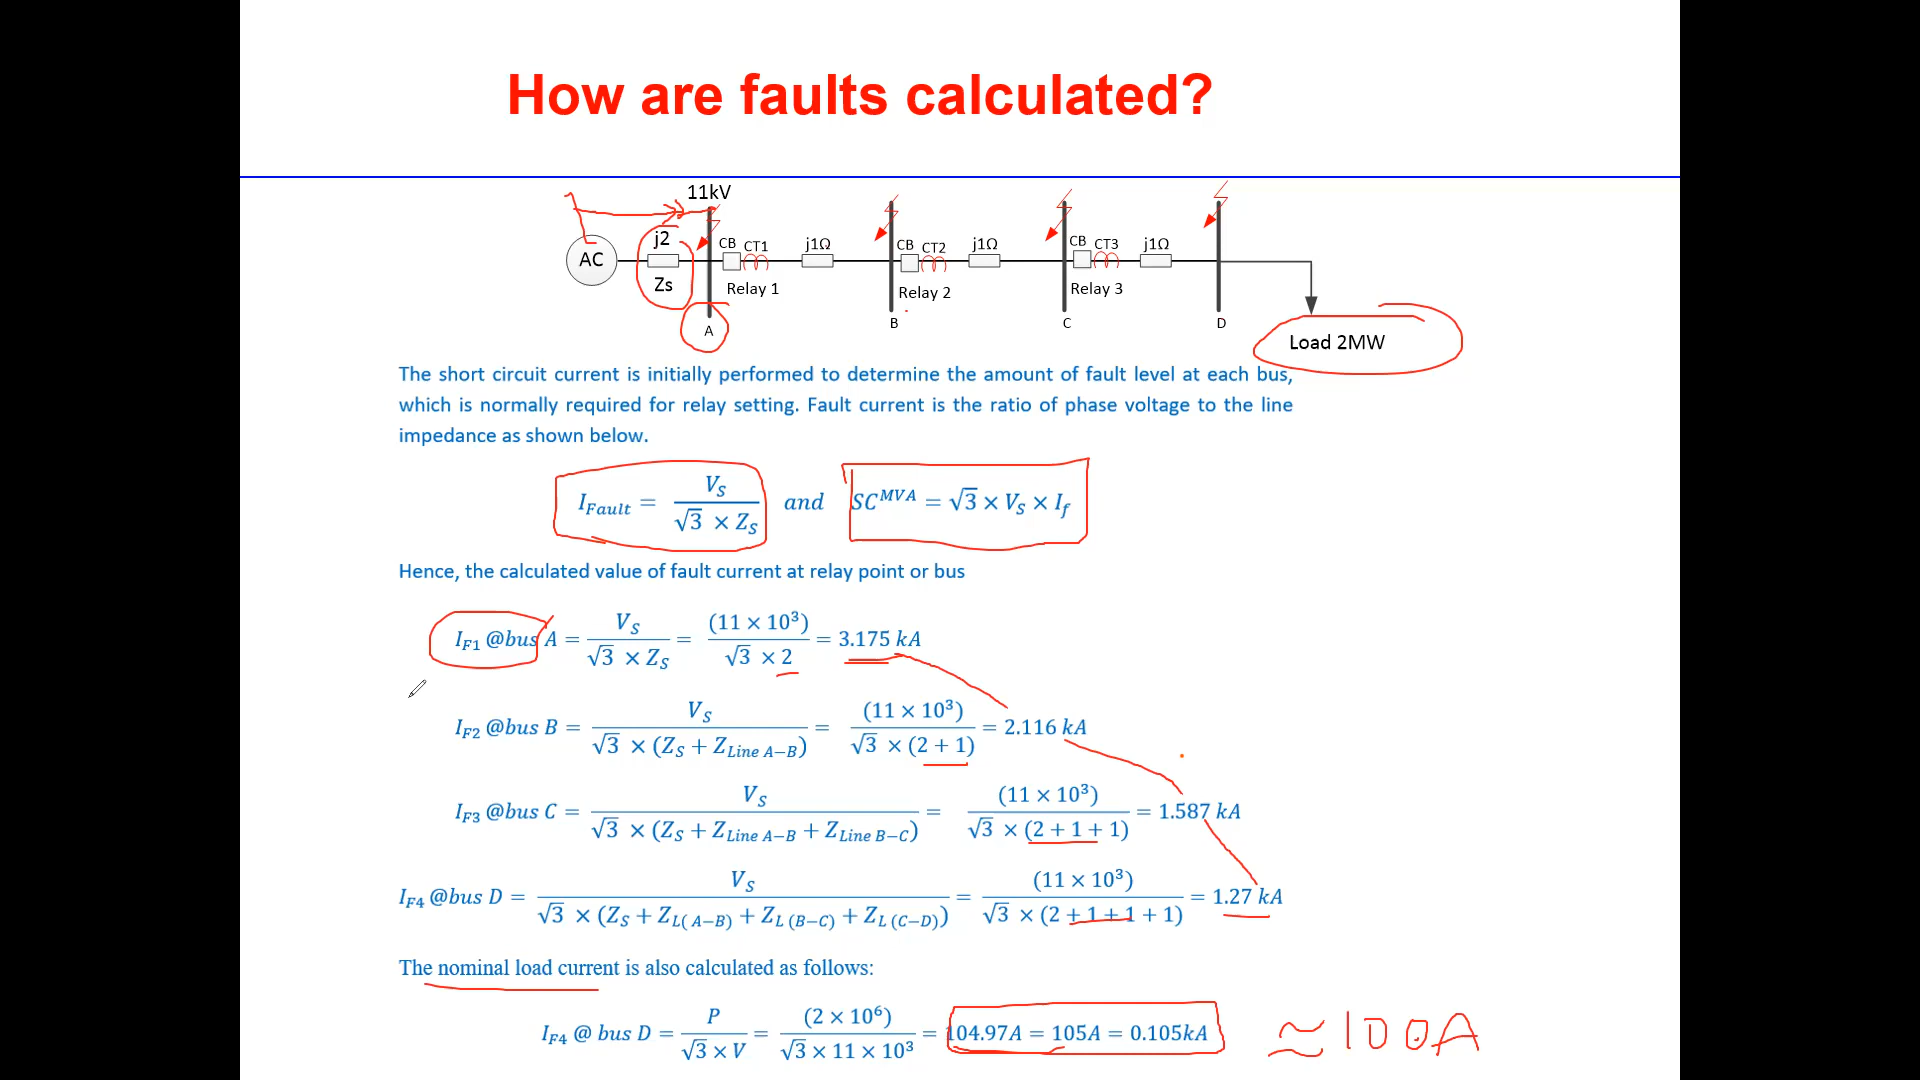 How are faults calculated?
11kV
j2
CB CT1 j1Ω CB CT2 j1Ω CB CT3 j1Ω
AC
Zs Relay 1 Relay 2 Relay 3
A B C D
Load 2MW
The short circuit current is initially performed to determine the amount of fault level at each bus,
which is normally required for relay setting. Fault current is the ratio of phase voltage to the line
impedance as shown below.
I_Fault = V_S / (√3 × Z_S) and SC^MVA = √3 × V_S × I_f
Hence, the calculated value of fault current at relay point or bus
I_F1 @bus A = V_S / (√3 × Z_S) = (11 × 10³) / (√3 × 2) = 3.175 kA
I_F2 @bus B = V_S / (√3 × (Z_S + Z_Line A−B)) = (11 × 10³) / (√3 × (2 + 1)) = 2.116 kA
I_F3 @bus C = V_S / (√3 × (Z_S + Z_Line A−B + Z_Line B−C)) = (11 × 10³) / (√3 × (2 + 1 + 1)) = 1.587 kA
I_F4 @bus D = V_S / (√3 × (Z_S + Z_L(A−B) + Z_L(B−C) + Z_L(C−D))) = (11 × 10³) / (√3 × (2 + 1 + 1 + 1)) = 1.27 kA
The nominal load current is also calculated as follows:
I_F4 @ bus D = P / (√3 × V) = (2 × 10⁶) / (√3 × 11 × 10³) = 104.97A = 105A = 0.105kA ≈ 100A